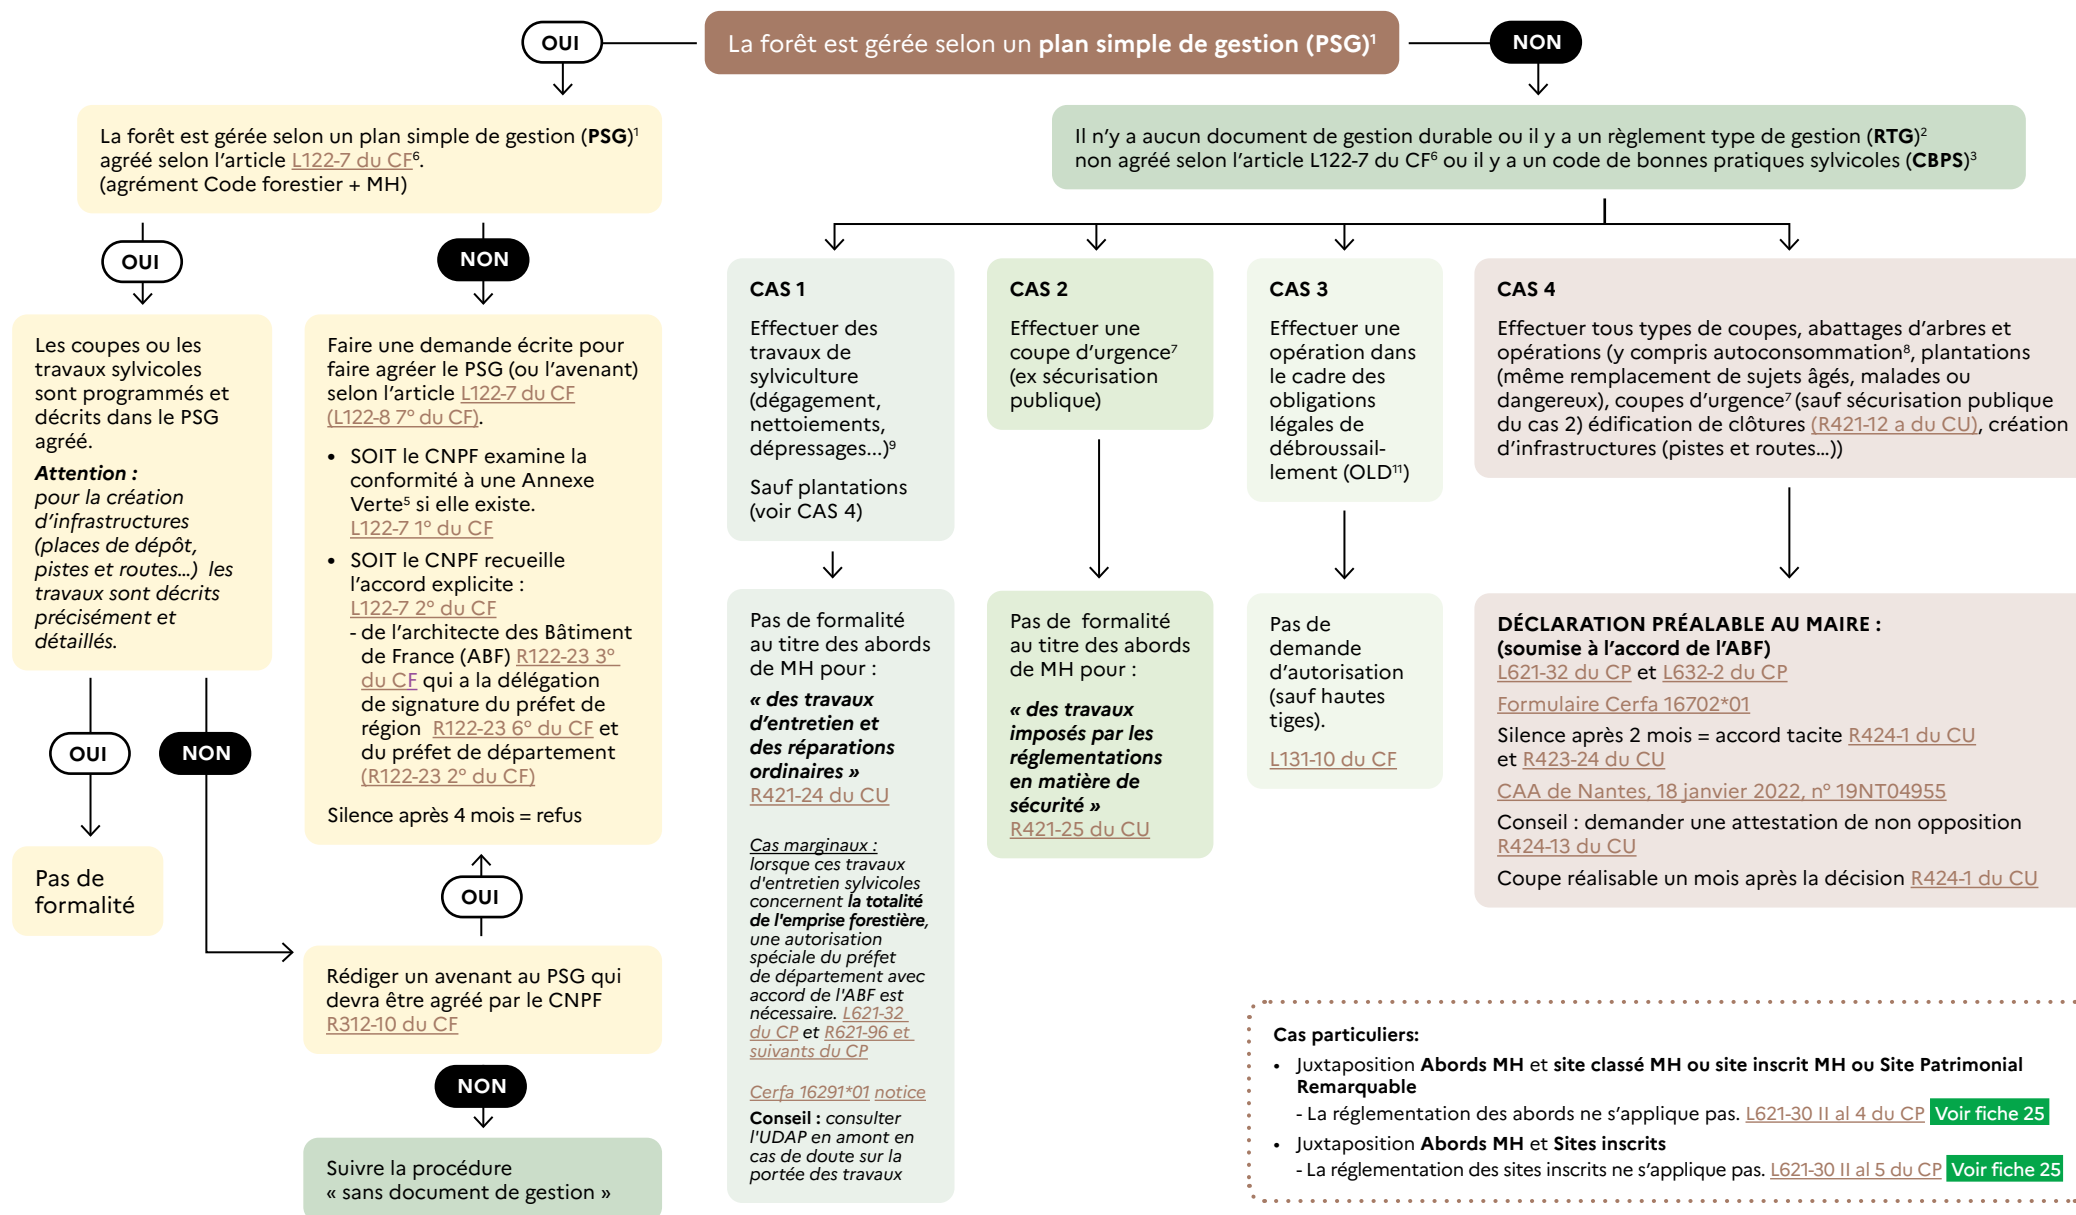 OUI
La forêt est gérée selon un plan simple de gestion (PSG)¹
NON
La forêt est gérée selon un plan simple de gestion (PSG)¹
agréé selon l'article L122-7 du CF⁶.
(agrément Code forestier + MH)
Il n'y a aucun document de gestion durable ou il y a un règlement type de gestion (RTG)²
non agréé selon l'article L122-7 du CF⁶ ou il y a un code de bonnes pratiques sylvicoles (CBPS)³
OUI
NON
Les coupes ou les
travaux sylvicoles
sont programmés et
décrits dans le PSG
agréé.
Attention :
pour la création
d'infrastructures
(places de dépôt,
pistes et routes...) les
travaux sont décrits
précisément et
détaillés.
Faire une demande écrite pour
faire agréer le PSG (ou l'avenant)
selon l'article L122-7 du CF
(L122-8 7° du CF).
• SOIT le CNPF examine la
conformité à une Annexe
Verte⁵ si elle existe.
L122-7 1° du CF
• SOIT le CNPF recueille
l'accord explicite :
L122-7 2° du CF
- de l'architecte des Bâtiment
de France (ABF) R122-23 3°
du CF qui a la délégation
de signature du préfet de
région R122-23 6° du CF et
du préfet de département
(R122-23 2° du CF)
Silence après 4 mois = refus
OUI
NON
Pas de
formalité
OUI
Rédiger un avenant au PSG qui
devra être agréé par le CNPF
R312-10 du CF
NON
Suivre la procédure
« sans document de gestion »
CAS 1
Effectuer des
travaux de
sylviculture
(dégagement,
nettoiements,
dépressages...)⁹
Sauf plantations
(voir CAS 4)
Pas de formalité
au titre des abords
de MH pour :
« des travaux
d'entretien et
des réparations
ordinaires »
R421-24 du CU
Cas marginaux :
lorsque ces travaux
d'entretien sylvicoles
concernent la totalité
de l'emprise forestière,
une autorisation
spéciale du préfet
de département avec
accord de l'ABF est
nécessaire. L621-32
du CP et R621-96 et
suivants du CP
Cerfa 16291*01 notice
Conseil : consulter
l'UDAP en amont en
cas de doute sur la
portée des travaux
CAS 2
Effectuer une
coupe d'urgence⁷
(ex sécurisation
publique)
Pas de formalité
au titre des abords
de MH pour :
« des travaux
imposés par les
réglementations
en matière de
sécurité »
R421-25 du CU
CAS 3
Effectuer une
opération dans
le cadre des
obligations
légales de
débroussail-
lement (OLD¹¹)
Pas de
demande
d'autorisation
(sauf hautes
tiges).
L131-10 du CF
CAS 4
Effectuer tous types de coupes, abattages d'arbres et
opérations (y compris autoconsommation⁸, plantations
(même remplacement de sujets âgés, malades ou
dangereux), coupes d'urgence⁷ (sauf sécurisation publique
du cas 2) édification de clôtures (R421-12 a du CU), création
d'infrastructures (pistes et routes...))
DÉCLARATION PRÉALABLE AU MAIRE :
(soumise à l'accord de l'ABF)
L621-32 du CP et L632-2 du CP
Formulaire Cerfa 16702*01
Silence après 2 mois = accord tacite R424-1 du CU
et R423-24 du CU
CAA de Nantes, 18 janvier 2022, n° 19NT04955
Conseil : demander une attestation de non opposition
R424-13 du CU
Coupe réalisable un mois après la décision R424-1 du CU
Cas particuliers:
• Juxtaposition Abords MH et site classé MH ou site inscrit MH ou Site Patrimonial
Remarquable
- La réglementation des abords ne s'applique pas. L621-30 II al 4 du CP Voir fiche 25
• Juxtaposition Abords MH et Sites inscrits
- La réglementation des sites inscrits ne s'applique pas. L621-30 II al 5 du CP Voir fiche 25